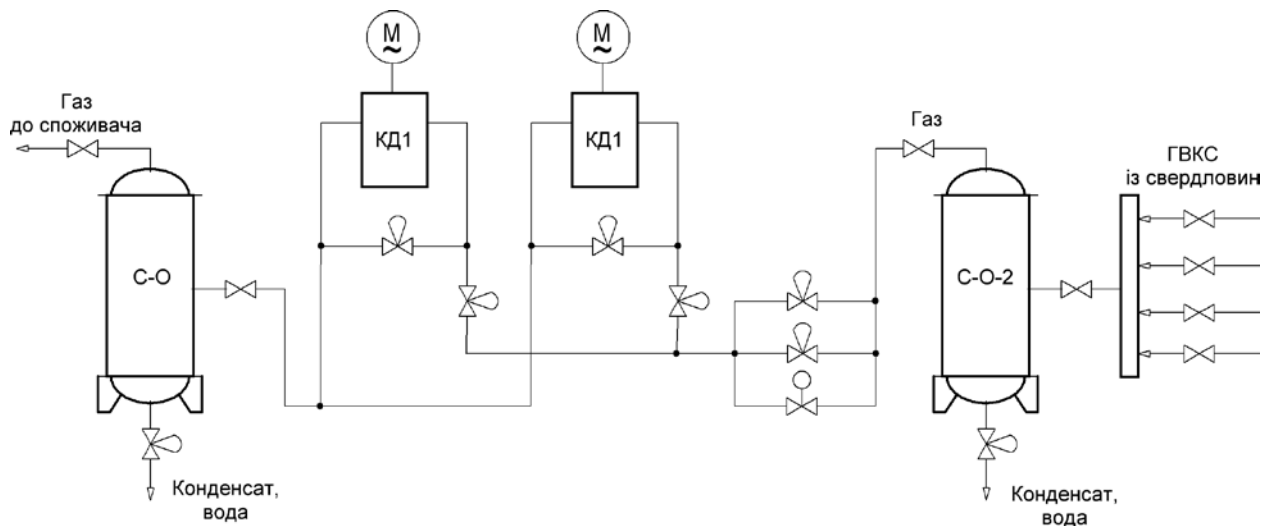 M
~
M
~
Газ
до споживача
КД1
КД1
Газ
ГВКС
із свердловин
С-О
С-О-2
Конденсат,
вода
Конденсат,
вода